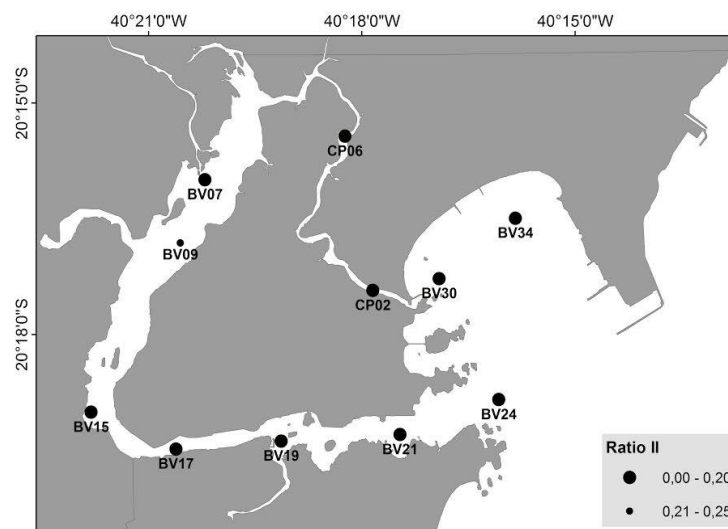 40°21'0"W 40°18'0"W 40°15'0"W
20°15'0"S
CP06
BV07
BV34
BV09
CP02
BV30
20°18'0"S
BV24
BV15
BV21
BV19
BV17
Ratio II
0,00 - 0,20
0,21 - 0,25